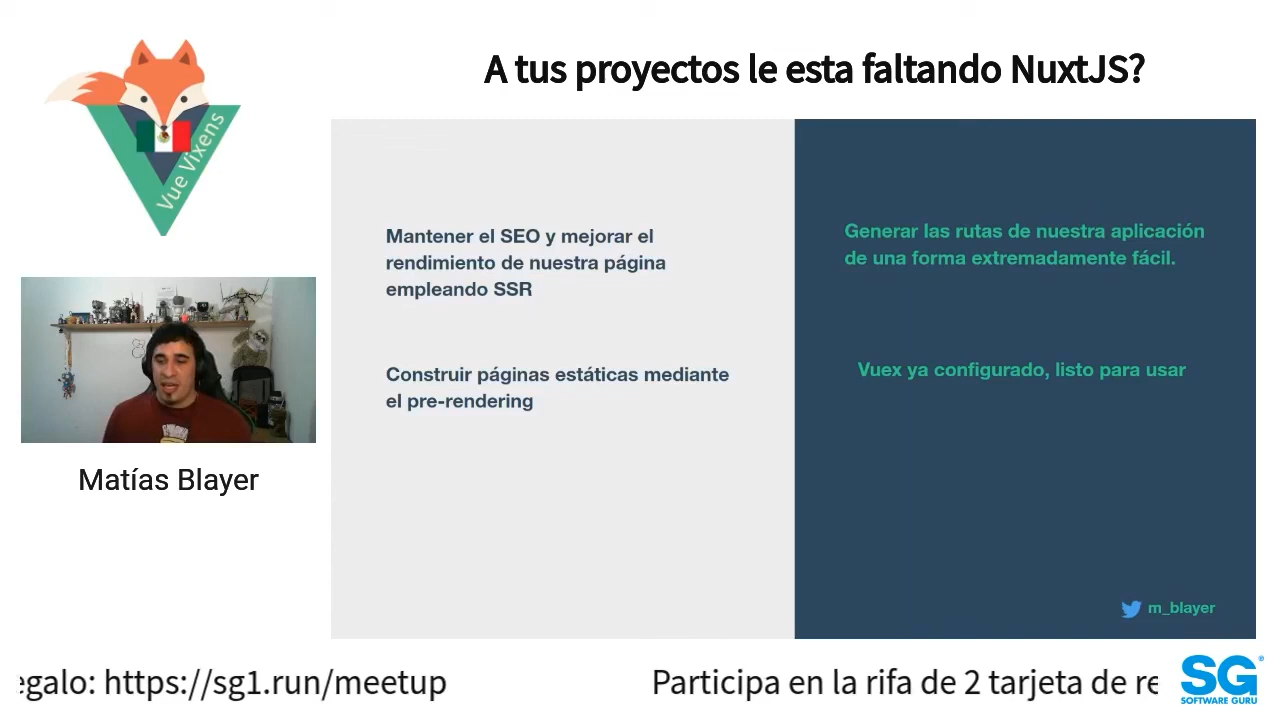 A tus proyectos le esta faltando NuxtJS?
Vue Vixens
Mantener el SEO y mejorar el
rendimiento de nuestra página
empleando SSR
Construir páginas estáticas mediante
el pre-rendering
Generar las rutas de nuestra aplicación
de una forma extremadamente fácil.
Vuex ya configurado, listo para usar
m_blayer
Matías Blayer
egalo: https://sg1.run/meetup
Participa en la rifa de 2 tarjeta de re
SG
SOFTWARE GURU